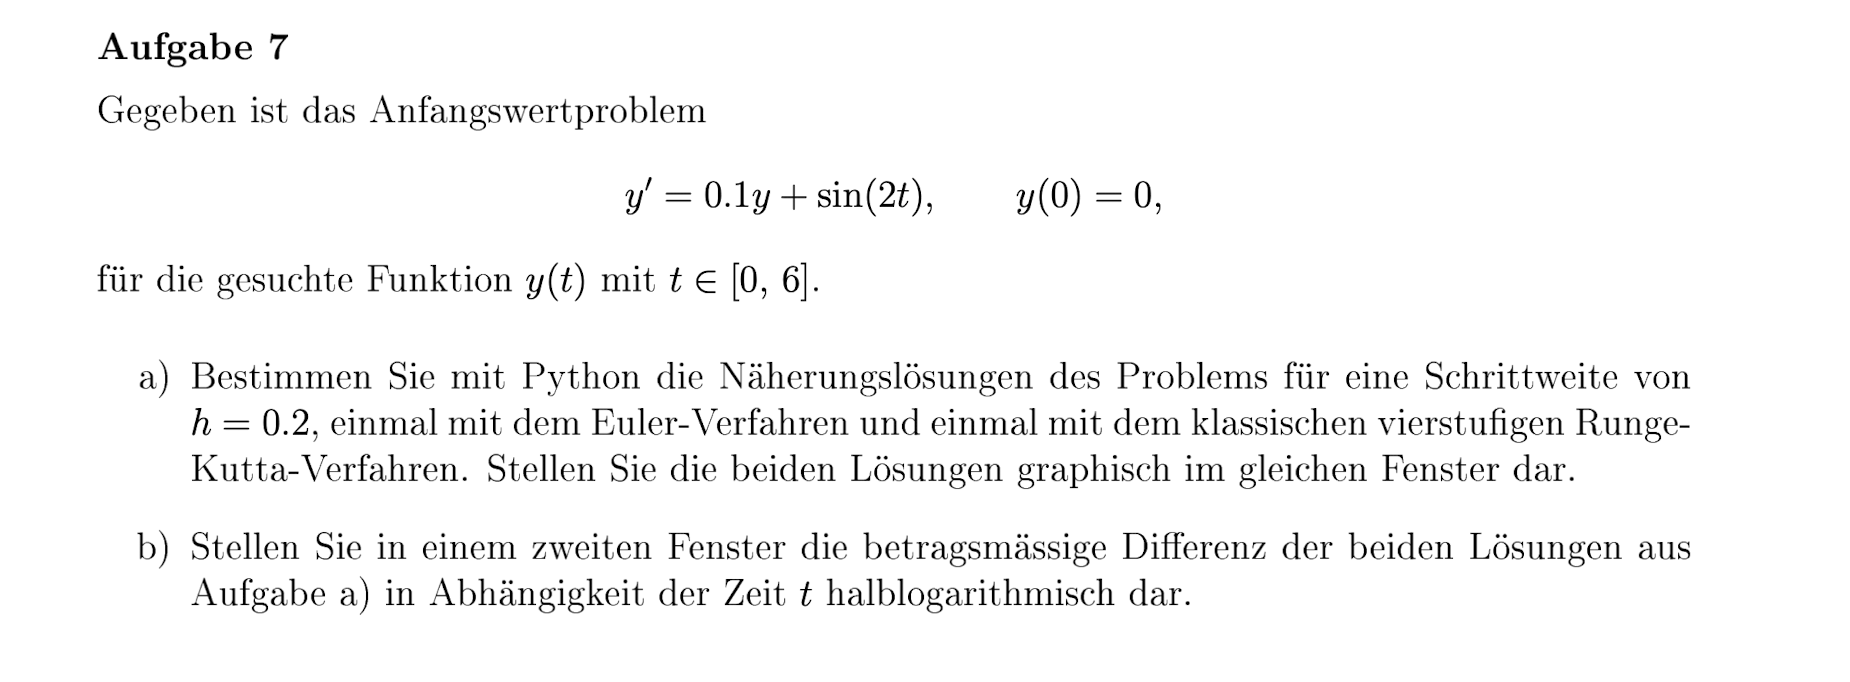 Aufgabe 7
Gegeben ist das Anfangswertproblem
y′ = 0.1y + sin(2t), y(0) = 0,
für die gesuchte Funktion y(t) mit t ∈ [0, 6].
a) Bestimmen Sie mit Python die Näherungslösungen des Problems für eine Schrittweite von
h = 0.2, einmal mit dem Euler-Verfahren und einmal mit dem klassischen vierstufigen Runge-
Kutta-Verfahren. Stellen Sie die beiden Lösungen graphisch im gleichen Fenster dar.
b) Stellen Sie in einem zweiten Fenster die betragsmässige Differenz der beiden Lösungen aus
Aufgabe a) in Abhängigkeit der Zeit t halblogarithmisch dar.